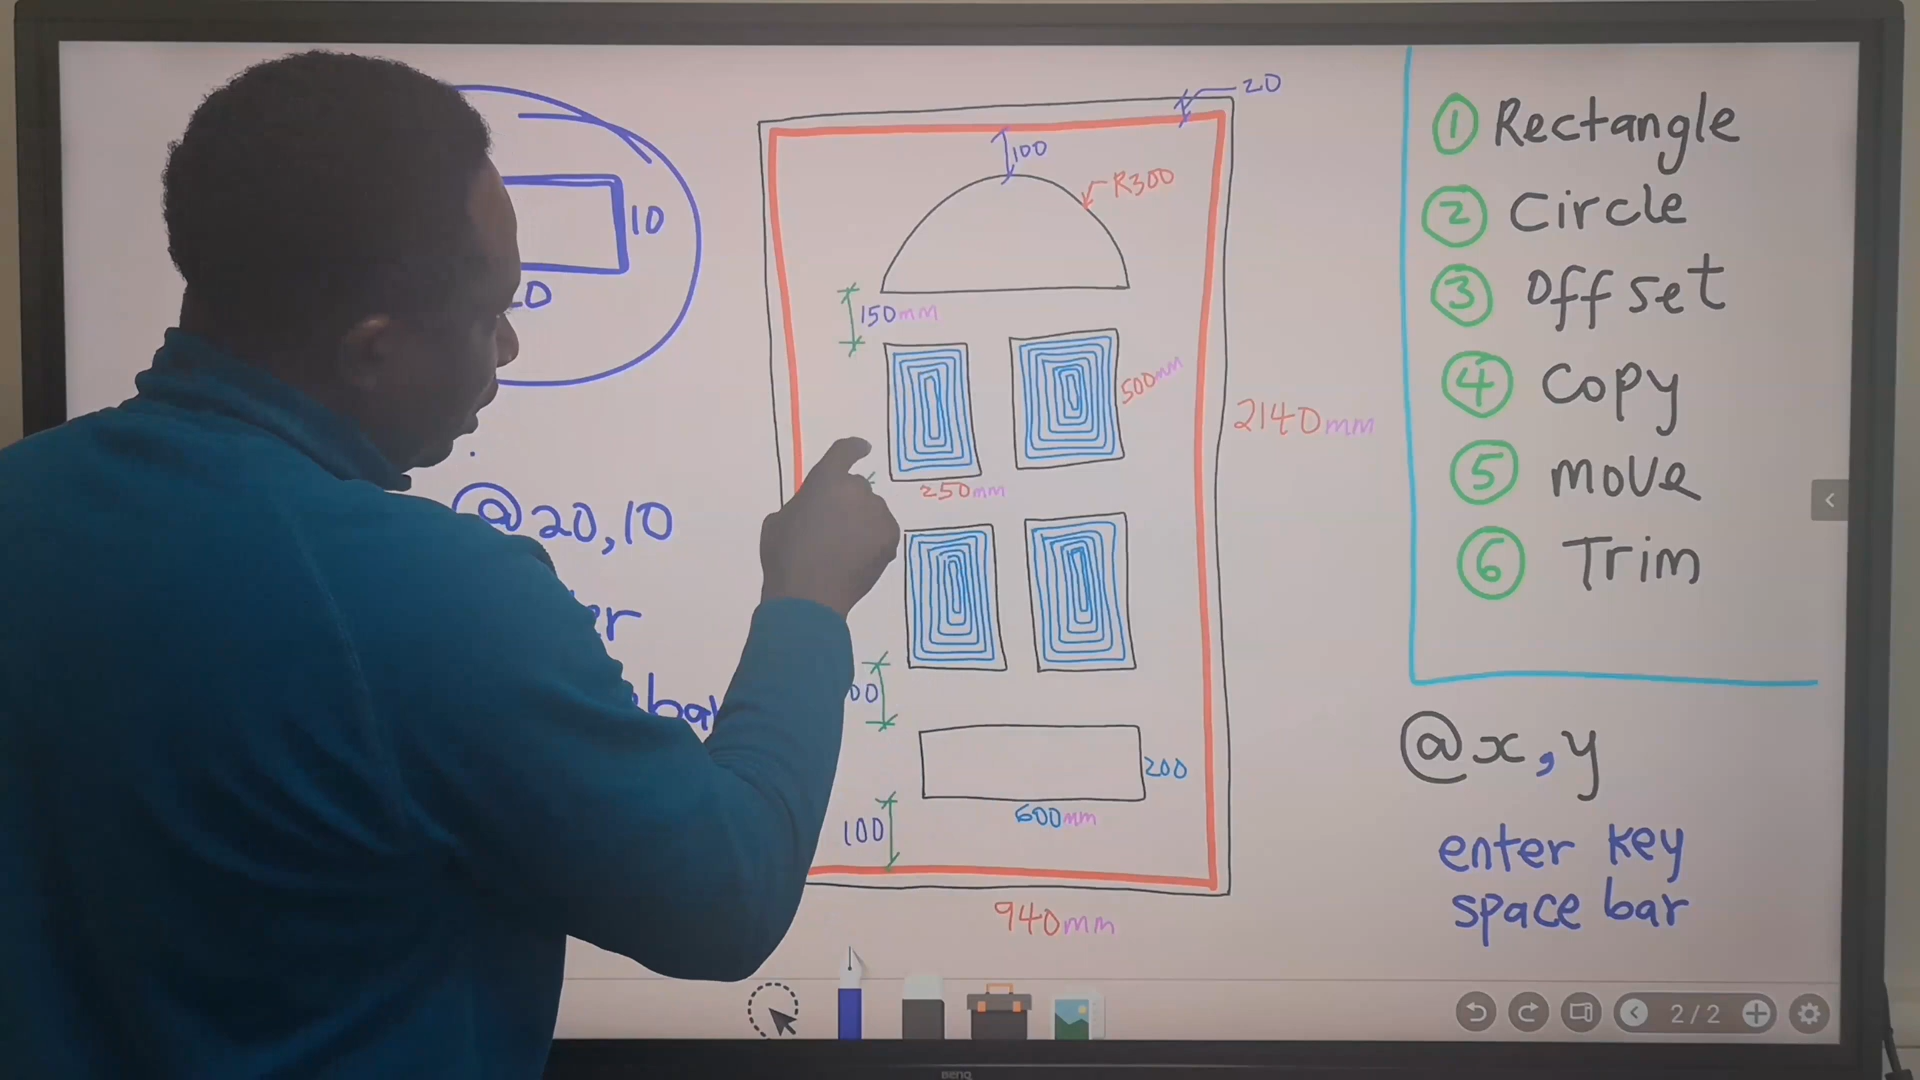 10
@20,10
20
100
R300
150mm
500mm
2140mm
250mm
200
600mm
100
940mm
1 Rectangle
2 Circle
3 Offset
4 Copy
5 Move
6 Trim
@x,y
enter key
space bar
2/2
BenQ